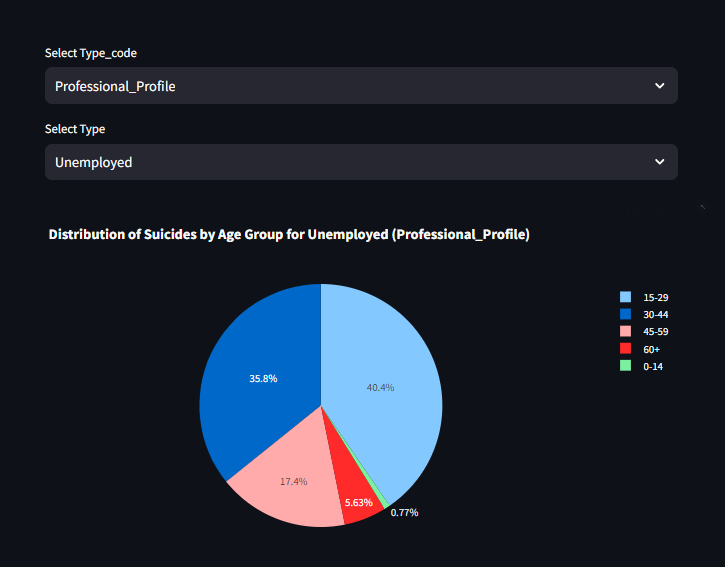 Select Type_code
Professional_Profile
Select Type
Unemployed
Distribution of Suicides by Age Group for Unemployed (Professional_Profile)
15-29
30-44
45-59
60+
0-14
35.8%
40.4%
17.4%
5.63%
0.77%